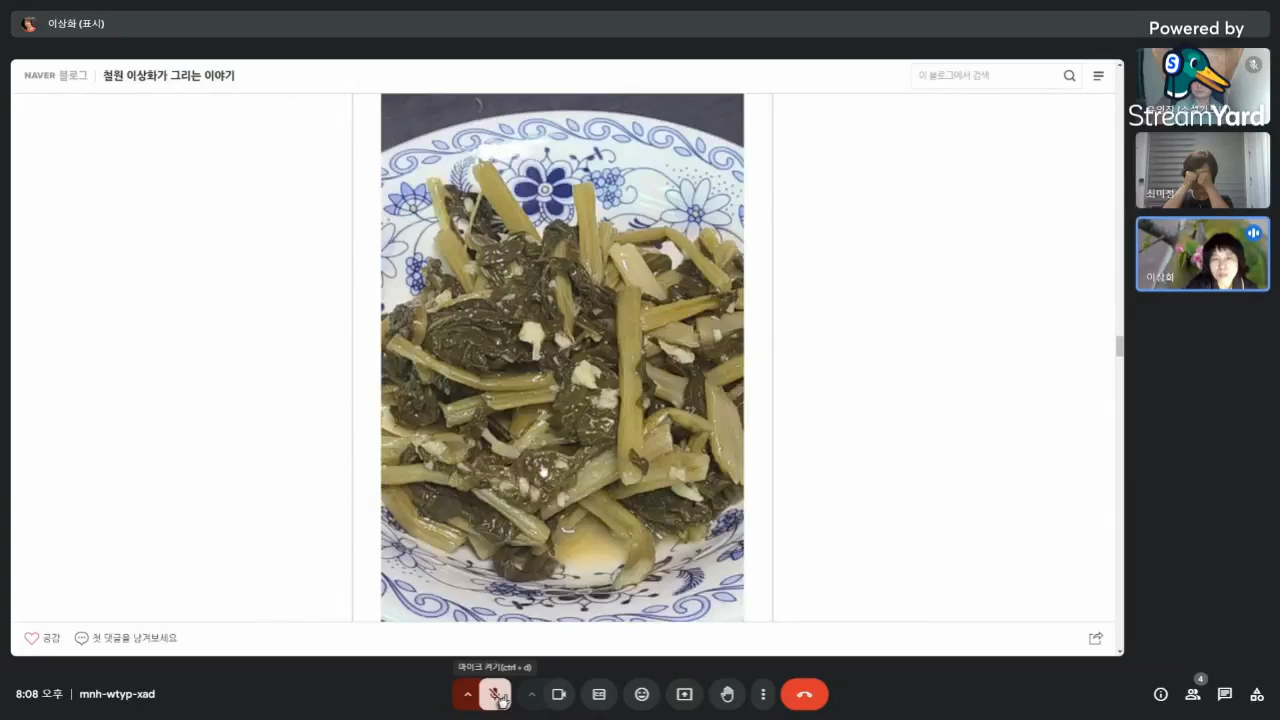 이상화 (표시)
Powered by
StreamYard
NAVER 블로그 | 철원 이상화가 그리는 이야기
이 블로그에서 검색
최미정
이상화
공감
첫 댓글을 남겨보세요
마이크 켜기(ctrl + d)
8:08 오후 | mnh-wtyp-xad
4